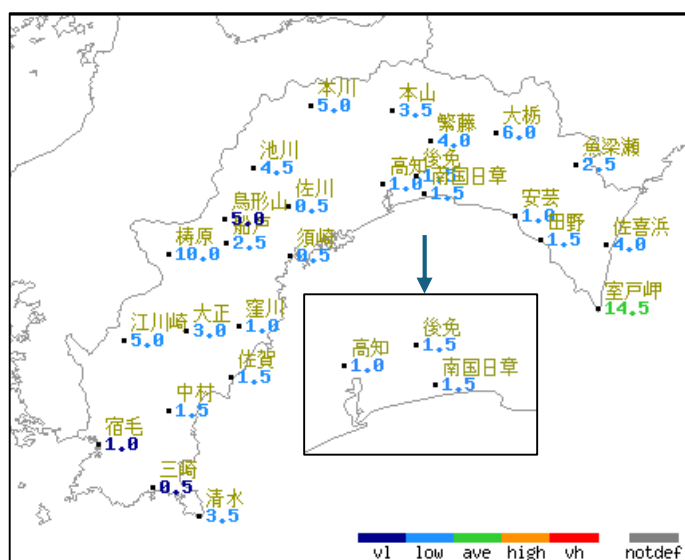 本川
5.0
本山
3.5
大栃
6.0
繁藤
4.0
魚梁瀬
2.5
池川
4.5
後免
1.5
高知
1.0
南国日章
1.5
佐川
0.5
安芸
1.0
鳥形山
5.0
田野
1.5
佐喜浜
4.0
船戸
2.5
須崎
0.5
梼原
10.0
室戸岬
14.5
窪川
1.0
大正
3.0
江川崎
5.0
後免
1.5
高知
1.0
南国日章
1.5
佐賀
1.5
中村
1.5
宿毛
1.0
三崎
0.5
清水
3.5
vl low ave high vh notdef